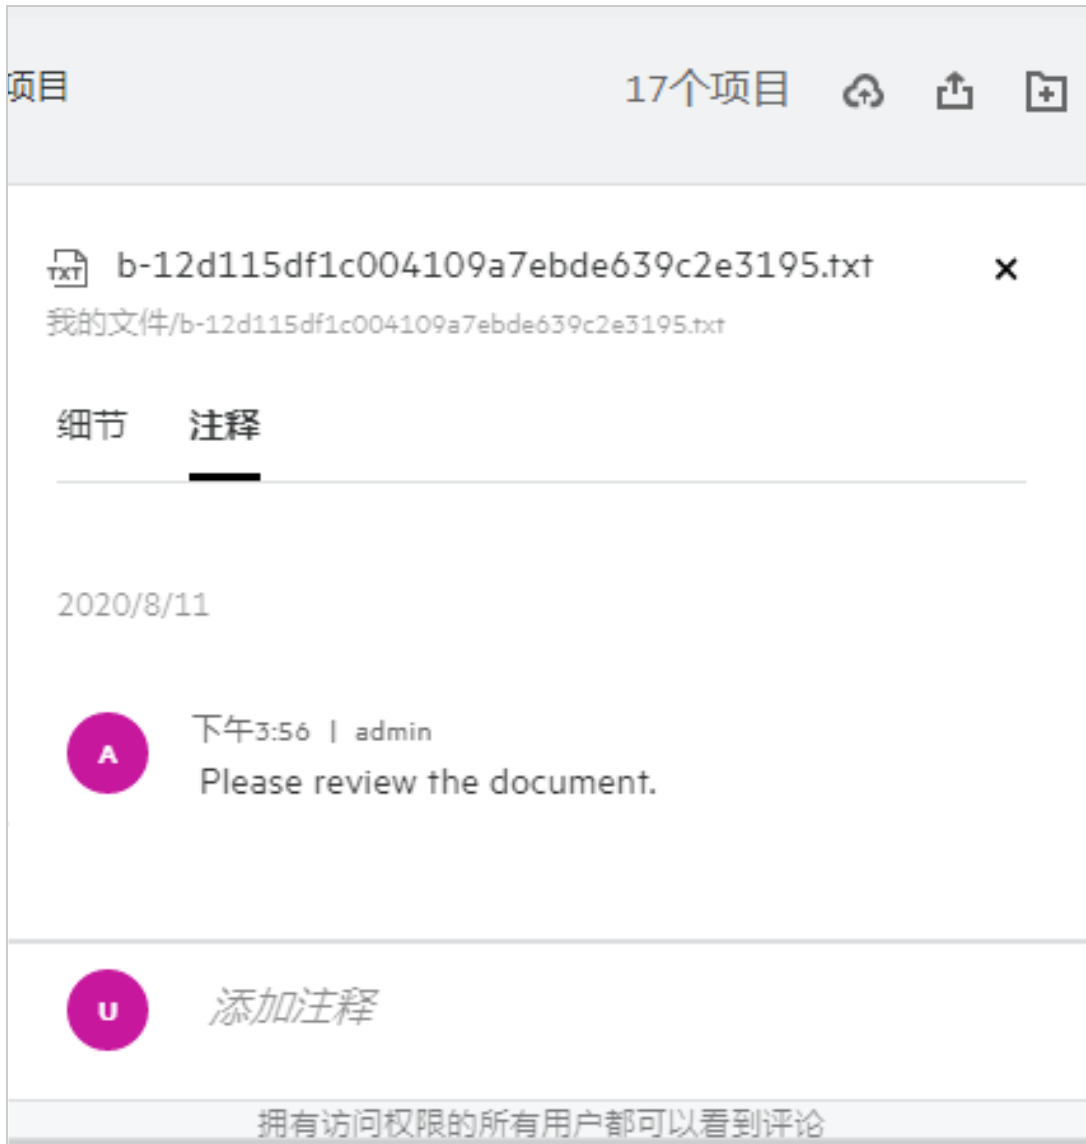 项目 17个项目
TXT b-12d115df1c004109a7ebde639c2e3195.txt
我的文件/b-12d115df1c004109a7ebde639c2e3195.txt
细节 注释
2020/8/11
A 下午3:56 | admin
Please review the document.
U 添加注释
拥有访问权限的所有用户都可以看到评论